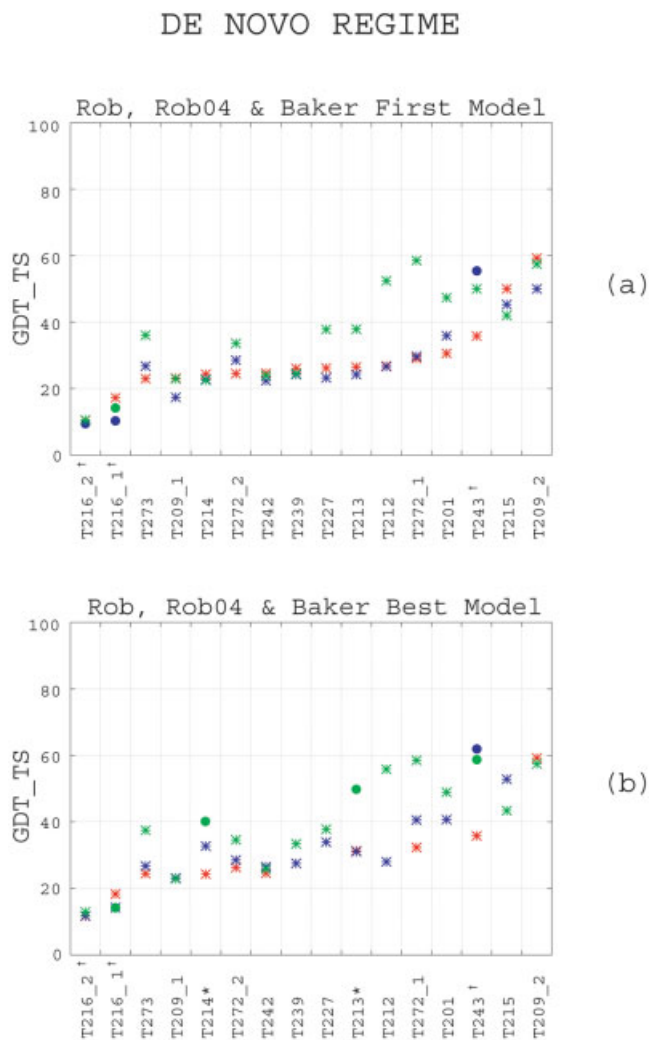 DE NOVO REGIME
Rob, Rob04 & Baker First Model
100
80
60
40
20
0
GDT_TS
(a)
T216_2†
T216_1†
T273
T209_1
T214
T272_2
T242
T239
T227
T213
T212
T272_1
T201
T243†
T215
T209_2
Rob, Rob04 & Baker Best Model
100
80
60
40
20
0
GDT_TS
(b)
T216_2†
T216_1†
T273
T209_1
T214*
T272_2
T242
T239
T227
T213*
T212
T272_1
T201
T243†
T215
T209_2